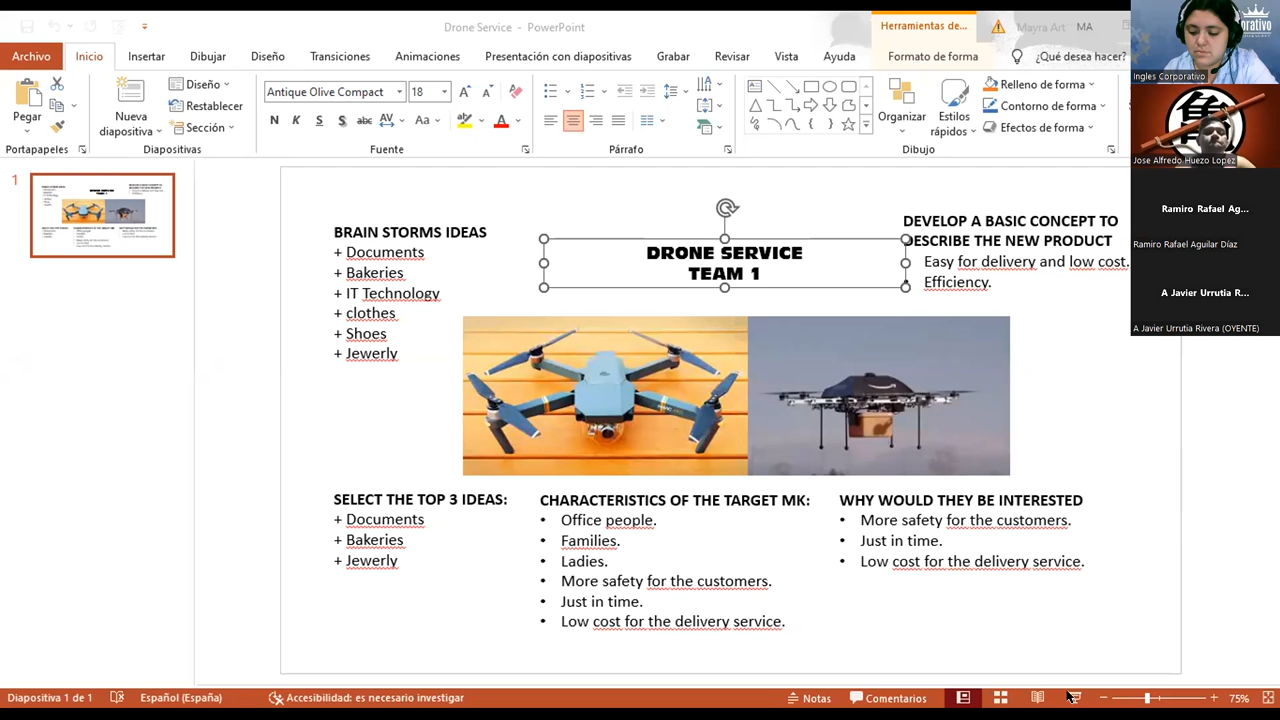 Drone Service - PowerPoint
Herramientas de...
Mayra Art
MA
Archivo
Inicio
Insertar
Dibujar
Diseño
Transiciones
Animaciones
Presentación con diapositivas
Grabar
Revisar
Vista
Ayuda
Formato de forma
¿Qué desea hacer?
Pegar
Nueva
diapositiva
Diseño
Restablecer
Sección
Antique Olive Compact
18
N K S S abc AV Aa A
Organizar
Estilos
rápidos
Relleno de forma
Contorno de forma
Efectos de forma
Portapapeles
Diapositivas
Fuente
Párrafo
Dibujo
orativo
Ingles Corporativo
Jose Alfredo Huezo Lopez
Ramiro Rafael Ag...
Ramiro Rafael Aguilar Díaz
A Javier Urrutia R...
A Javier Urrutia Rivera (OYENTE)
1
BRAIN STORMS IDEAS
+ Documents
+ Bakeries
+ IT Technology
+ clothes
+ Shoes
+ Jewerly
DRONE SERVICE
TEAM 1
DEVELOP A BASIC CONCEPT TO
DESCRIBE THE NEW PRODUCT
Easy for delivery and low cost.
Efficiency.
SELECT THE TOP 3 IDEAS:
+ Documents
+ Bakeries
+ Jewerly
CHARACTERISTICS OF THE TARGET MK:
• Office people.
• Families.
• Ladies.
• More safety for the customers.
• Just in time.
• Low cost for the delivery service.
WHY WOULD THEY BE INTERESTED
• More safety for the customers.
• Just in time.
• Low cost for the delivery service.
Diapositiva 1 de 1
Español (España)
Accesibilidad: es necesario investigar
Notas
Comentarios
75%